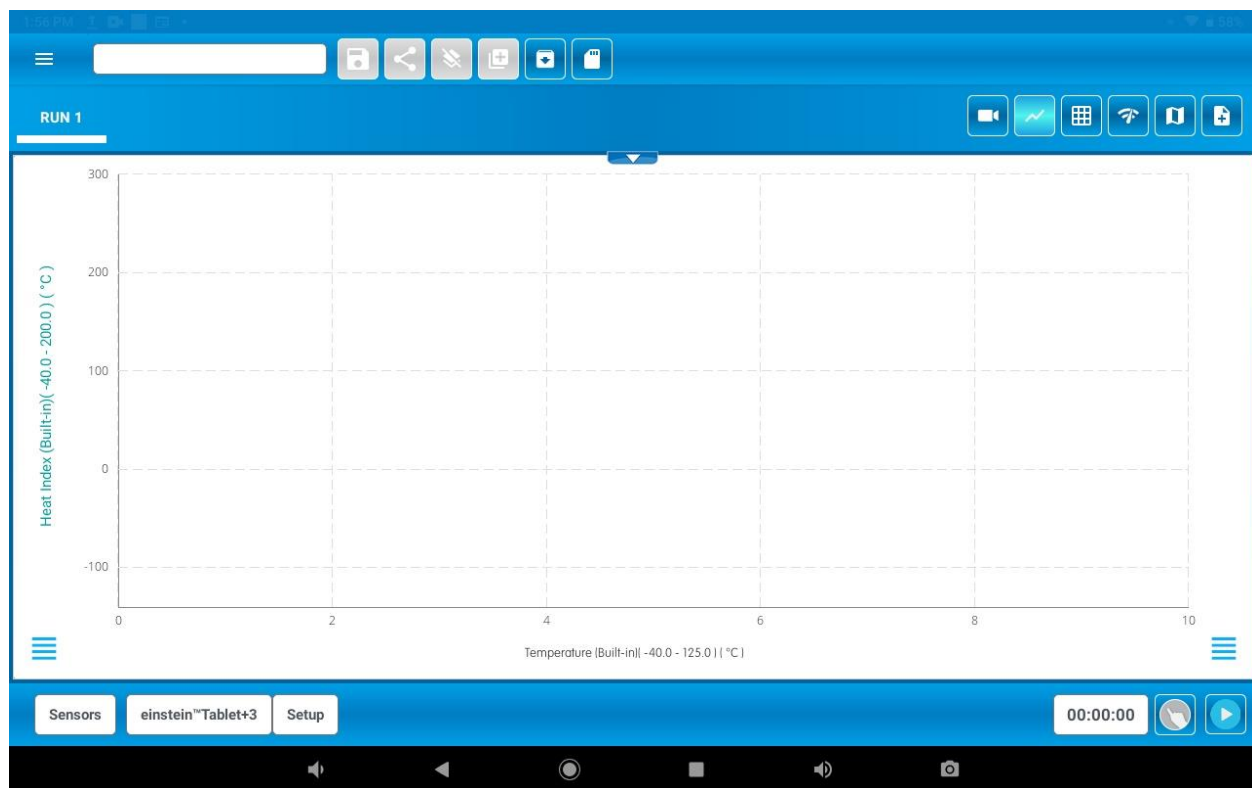 1:56 PM
58%
RUN 1
300
200
100
0
-100
Heat Index (Built-in)( -40.0 - 200.0 ) ( °C )
0 2 4 6 8 10
Temperature (Built-in)( -40.0 - 125.0 ) ( °C )
Sensors einstein™Tablet+3 Setup 00:00:00